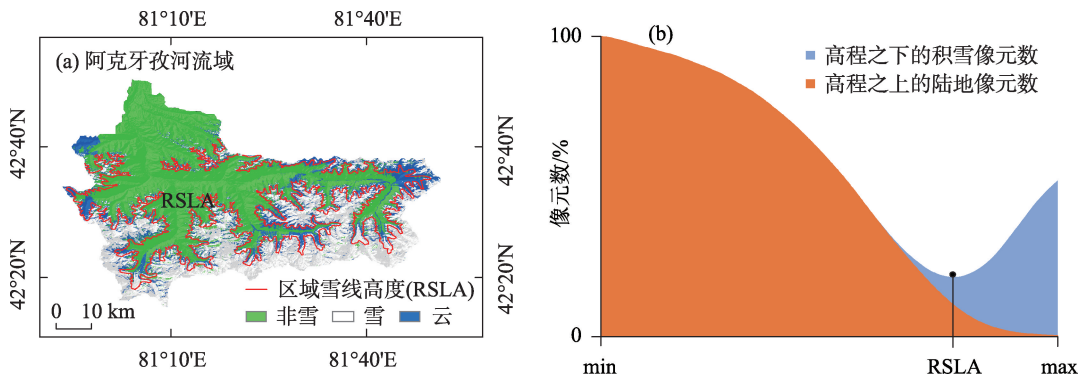 81°10'E
81°40'E
(a) 阿克牙孜河流域
42°40'N
42°20'N
42°40'N
42°20'N
RSLA
区域雪线高度(RSLA)
非雪
雪
云
0
10 km
81°10'E
81°40'E
(b)
高程之下的积雪像元数
高程之上的陆地像元数
100
像元数/%
0
min
RSLA
max